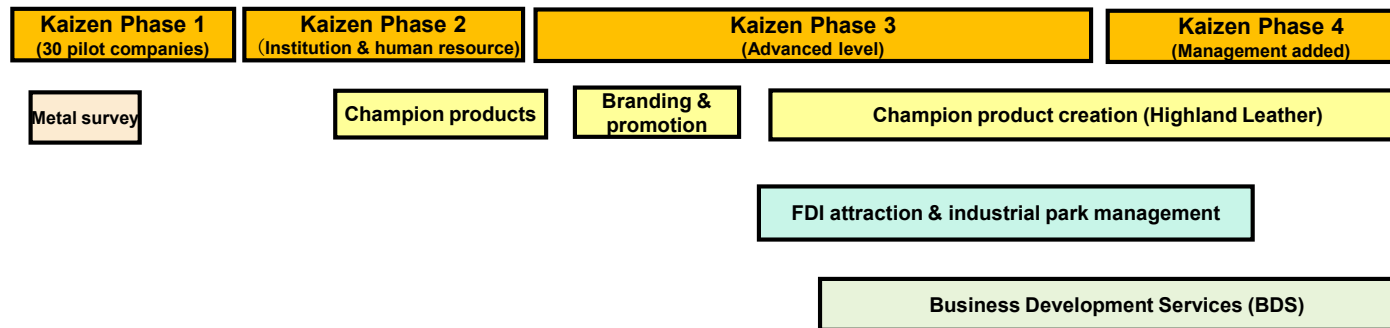 Kaizen Phase 1
(30 pilot companies)
Kaizen Phase 2
（Institution & human resource)
Kaizen Phase 3
(Advanced level)
Kaizen Phase 4
(Management added)
Metal survey
Champion products
Branding &
promotion
Champion product creation (Highland Leather)
FDI attraction & industrial park management
Business Development Services (BDS)